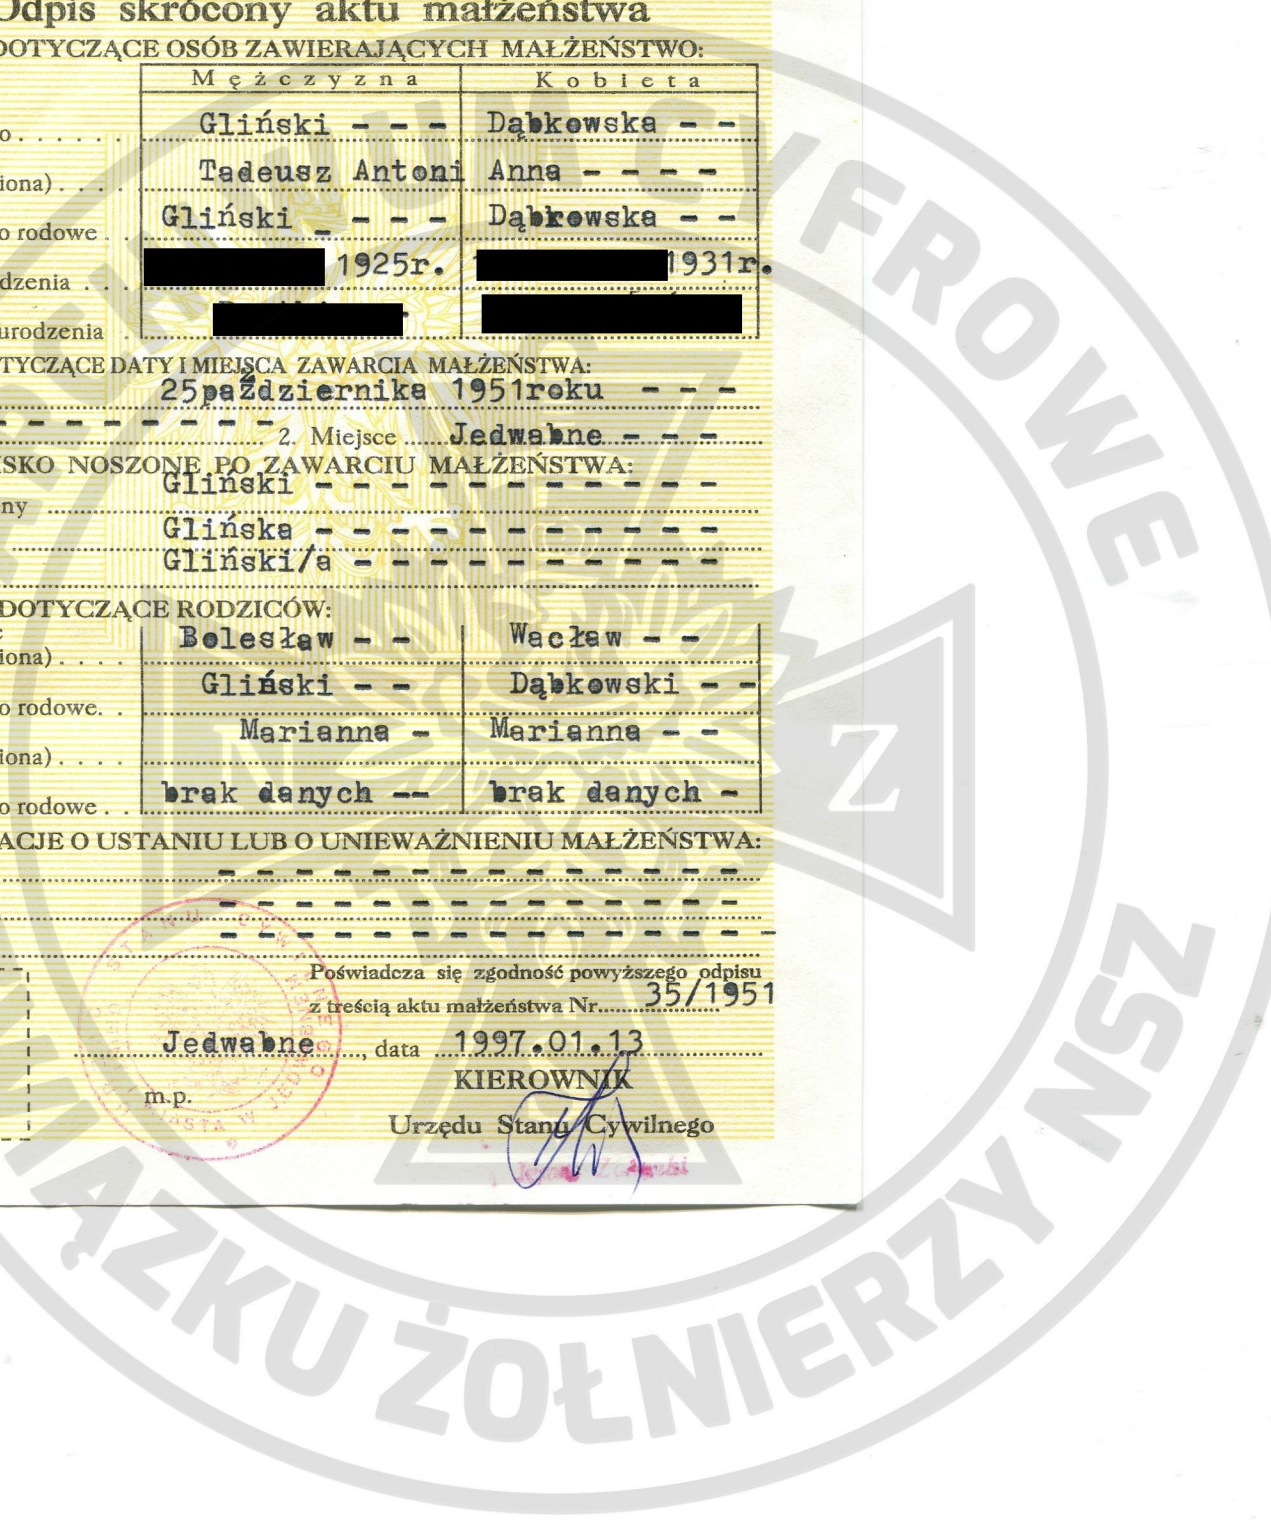 Odpis skrócony aktu małżeństwa
DOTYCZĄCE OSÓB ZAWIERAJĄCYCH MAŁŻEŃSTWO:
Mężczyzna Kobieta
o . . . . . . Gliński - - - Dąbkowska - -
iona) . . . . Tadeusz Antoni Anna - - - -
o rodowe . . Gliński _ - - - Dąbkowska - -
dzenia . . . 1925r. 1931r.
urodzenia .
TYCZĄCE DATY I MIEJSCA ZAWARCIA MAŁŻEŃSTWA:
25października 1951roku - - -
- - - - - - - - - 2. Miejsce ..... Jedwabne - - -
ISKO NOSZONE PO ZAWARCIU MAŁŻEŃSTWA:
ny Gliński - - - - - - - - - - -
Glińska - - - - - - - - - - -
Gliński/a - - - - - - - - - -
DOTYCZĄCE RODZICÓW:
iona) . . . . Bolesław - - Wacław - -
o rodowe. . Gliński - - Dąbkowski - -
iona) . . . . Marianna - Marianna - -
o rodowe . . brak danych -- brak danych -
ACJE O USTANIU LUB O UNIEWAŻNIENIU MAŁŻEŃSTWA:
- - - - - - - - - - - - - -
- - - - - - - - - - - - - -
- - - - - - - - - - - - - - -
Poświadcza się zgodność powyższego odpisu
z treścią aktu małżeństwa Nr..... 35/1951
Jedwabne , data 1997.01.13
KIEROWNIK
m.p.
Urzędu Stanu Cywilnego
STANU CYWILNEGO
UM CYFROWE
ZWIĄZKU ŻOŁNIERZY NSZ
N
Z